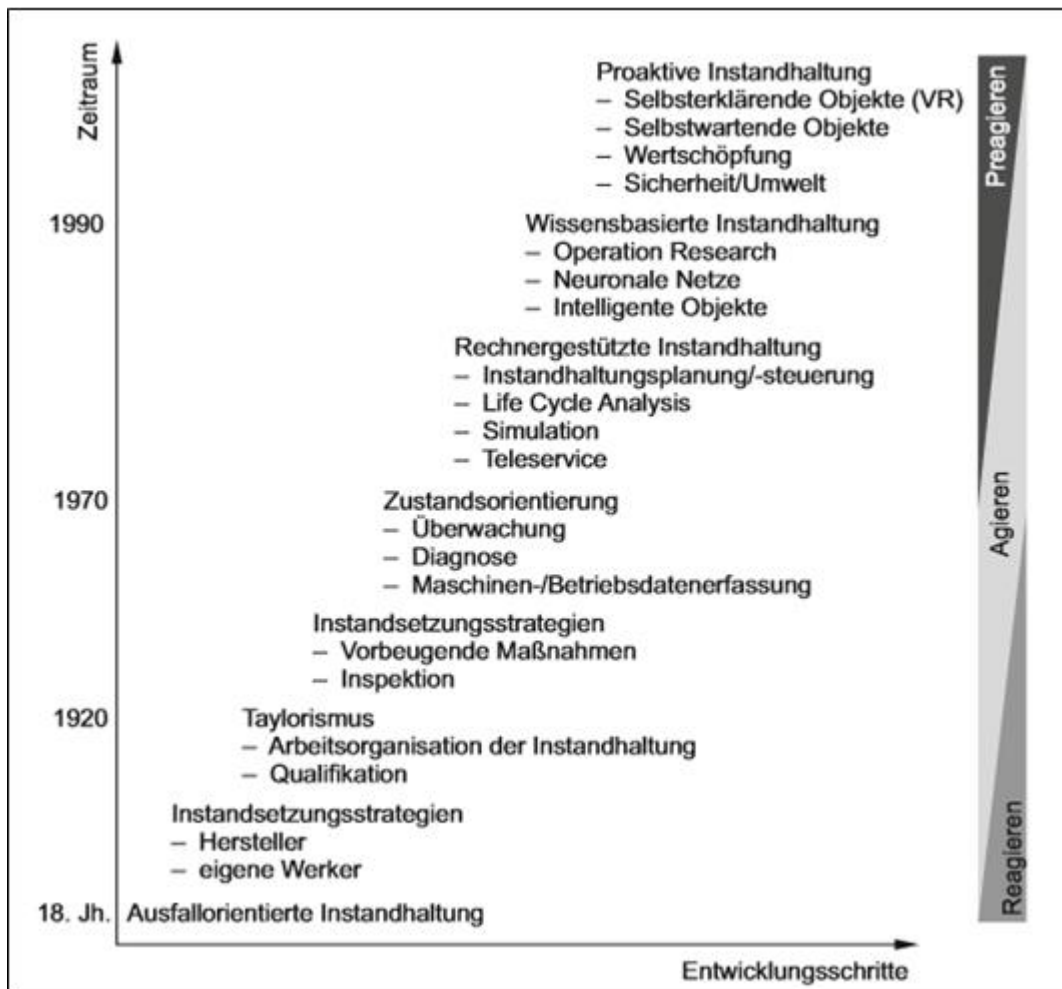 Zeitraum
Proaktive Instandhaltung
– Selbsterklärende Objekte (VR)
– Selbstwartende Objekte
– Wertschöpfung
– Sicherheit/Umwelt
1990
Wissensbasierte Instandhaltung
– Operation Research
– Neuronale Netze
– Intelligente Objekte
Rechnergestützte Instandhaltung
– Instandhaltungsplanung/-steuerung
– Life Cycle Analysis
– Simulation
– Teleservice
1970
Zustandsorientierung
– Überwachung
– Diagnose
– Maschinen-/Betriebsdatenerfassung
Instandsetzungsstrategien
– Vorbeugende Maßnahmen
– Inspektion
1920
Taylorismus
– Arbeitsorganisation der Instandhaltung
– Qualifikation
Instandsetzungsstrategien
– Hersteller
– eigene Werker
18. Jh. Ausfallorientierte Instandhaltung
Entwicklungsschritte
Preagieren
Agieren
Reagieren